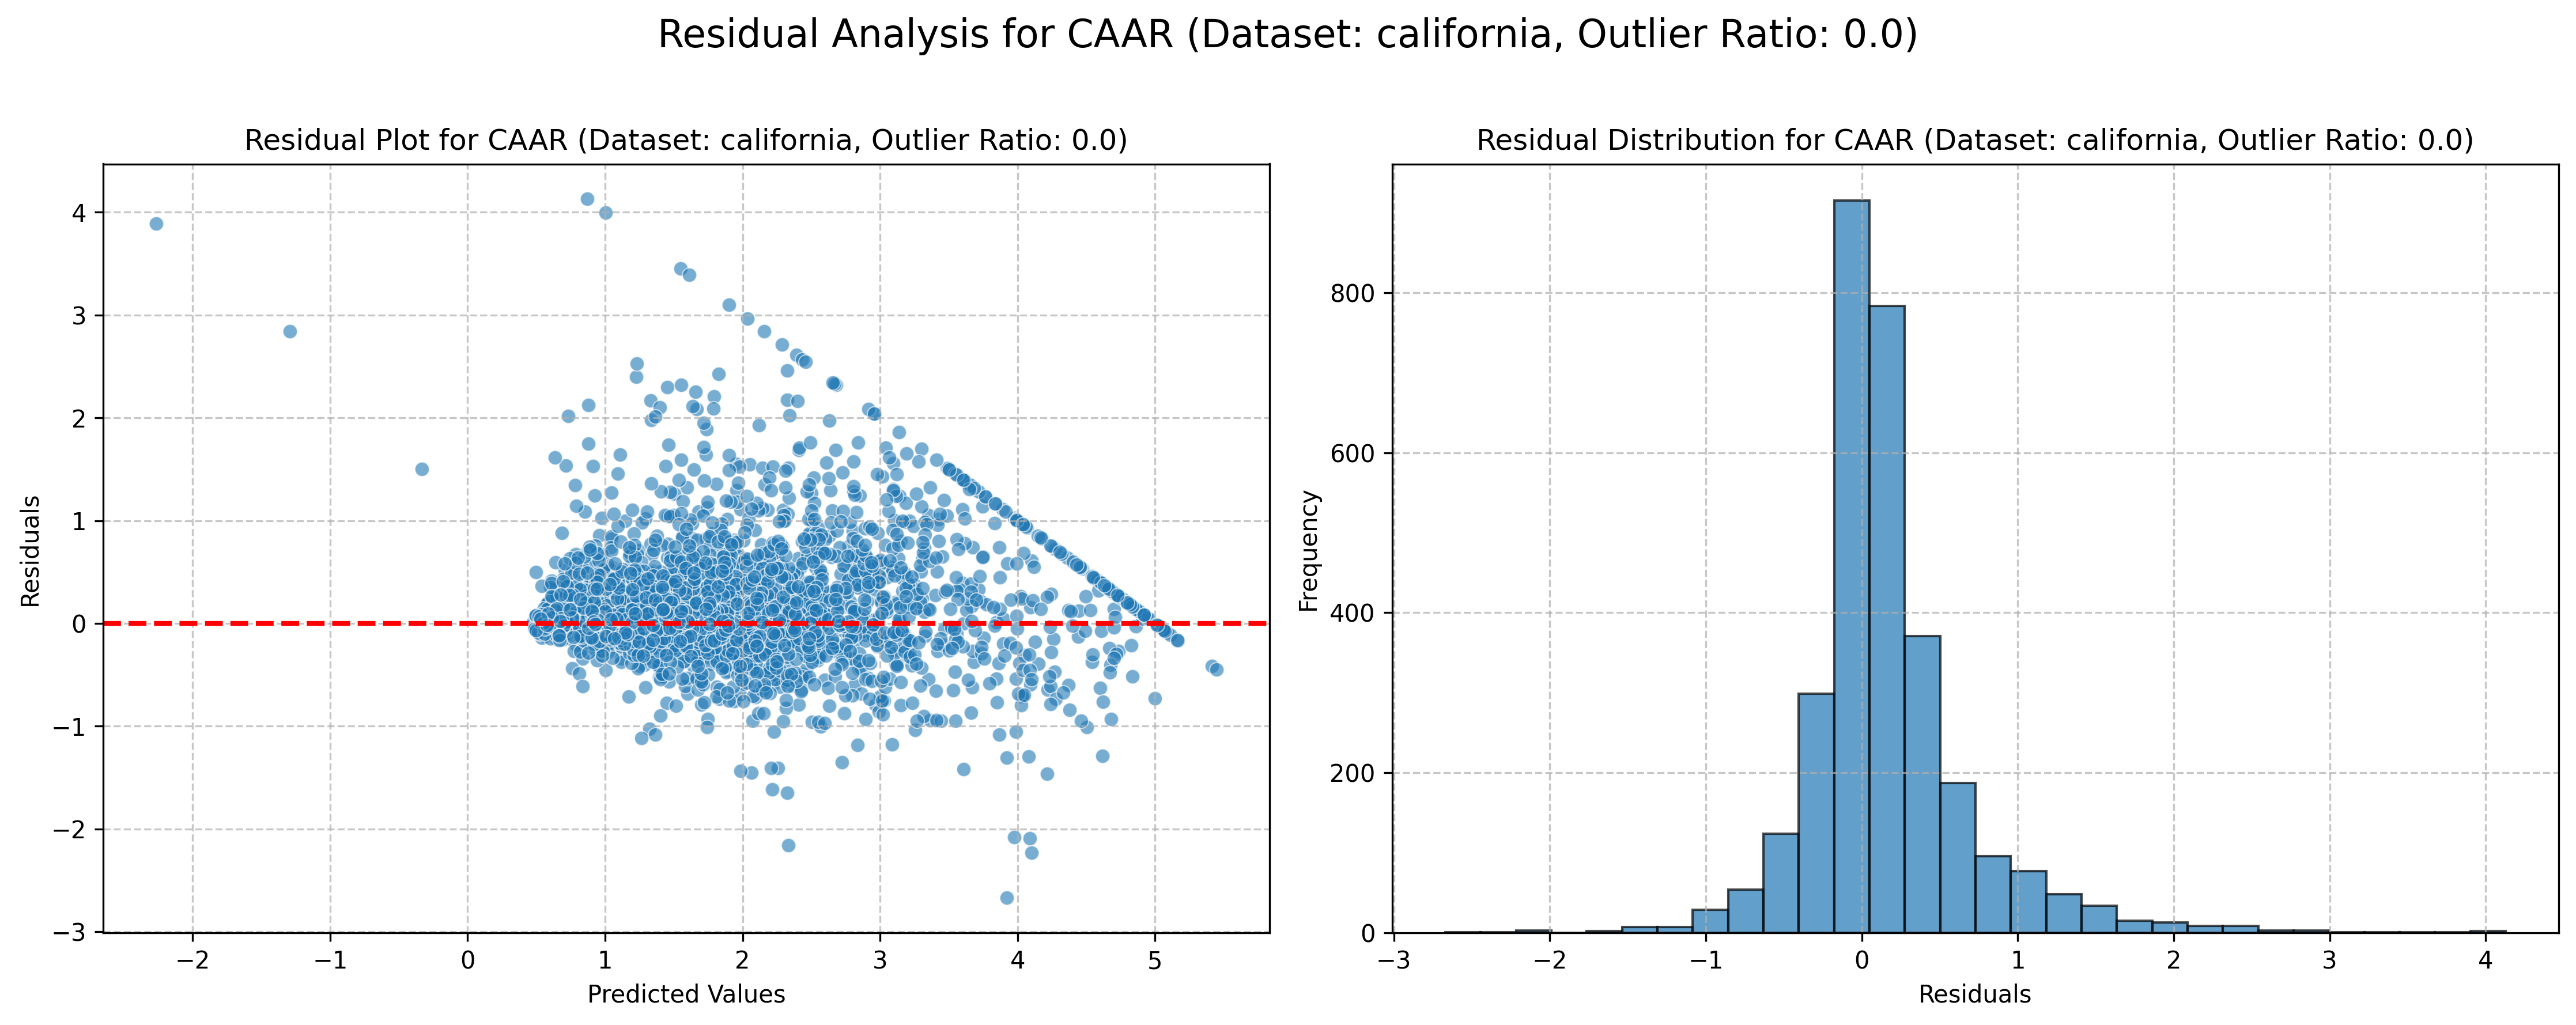 Residual Analysis for CAAR (Dataset: california, Outlier Ratio: 0.0)
Residual Plot for CAAR (Dataset: california, Outlier Ratio: 0.0)
4
3
2
1
0
−1
−2
−3
Residuals
−2 −1 0 1 2 3 4 5
Predicted Values
Residual Distribution for CAAR (Dataset: california, Outlier Ratio: 0.0)
800
600
400
200
0
Frequency
−3 −2 −1 0 1 2 3 4
Residuals